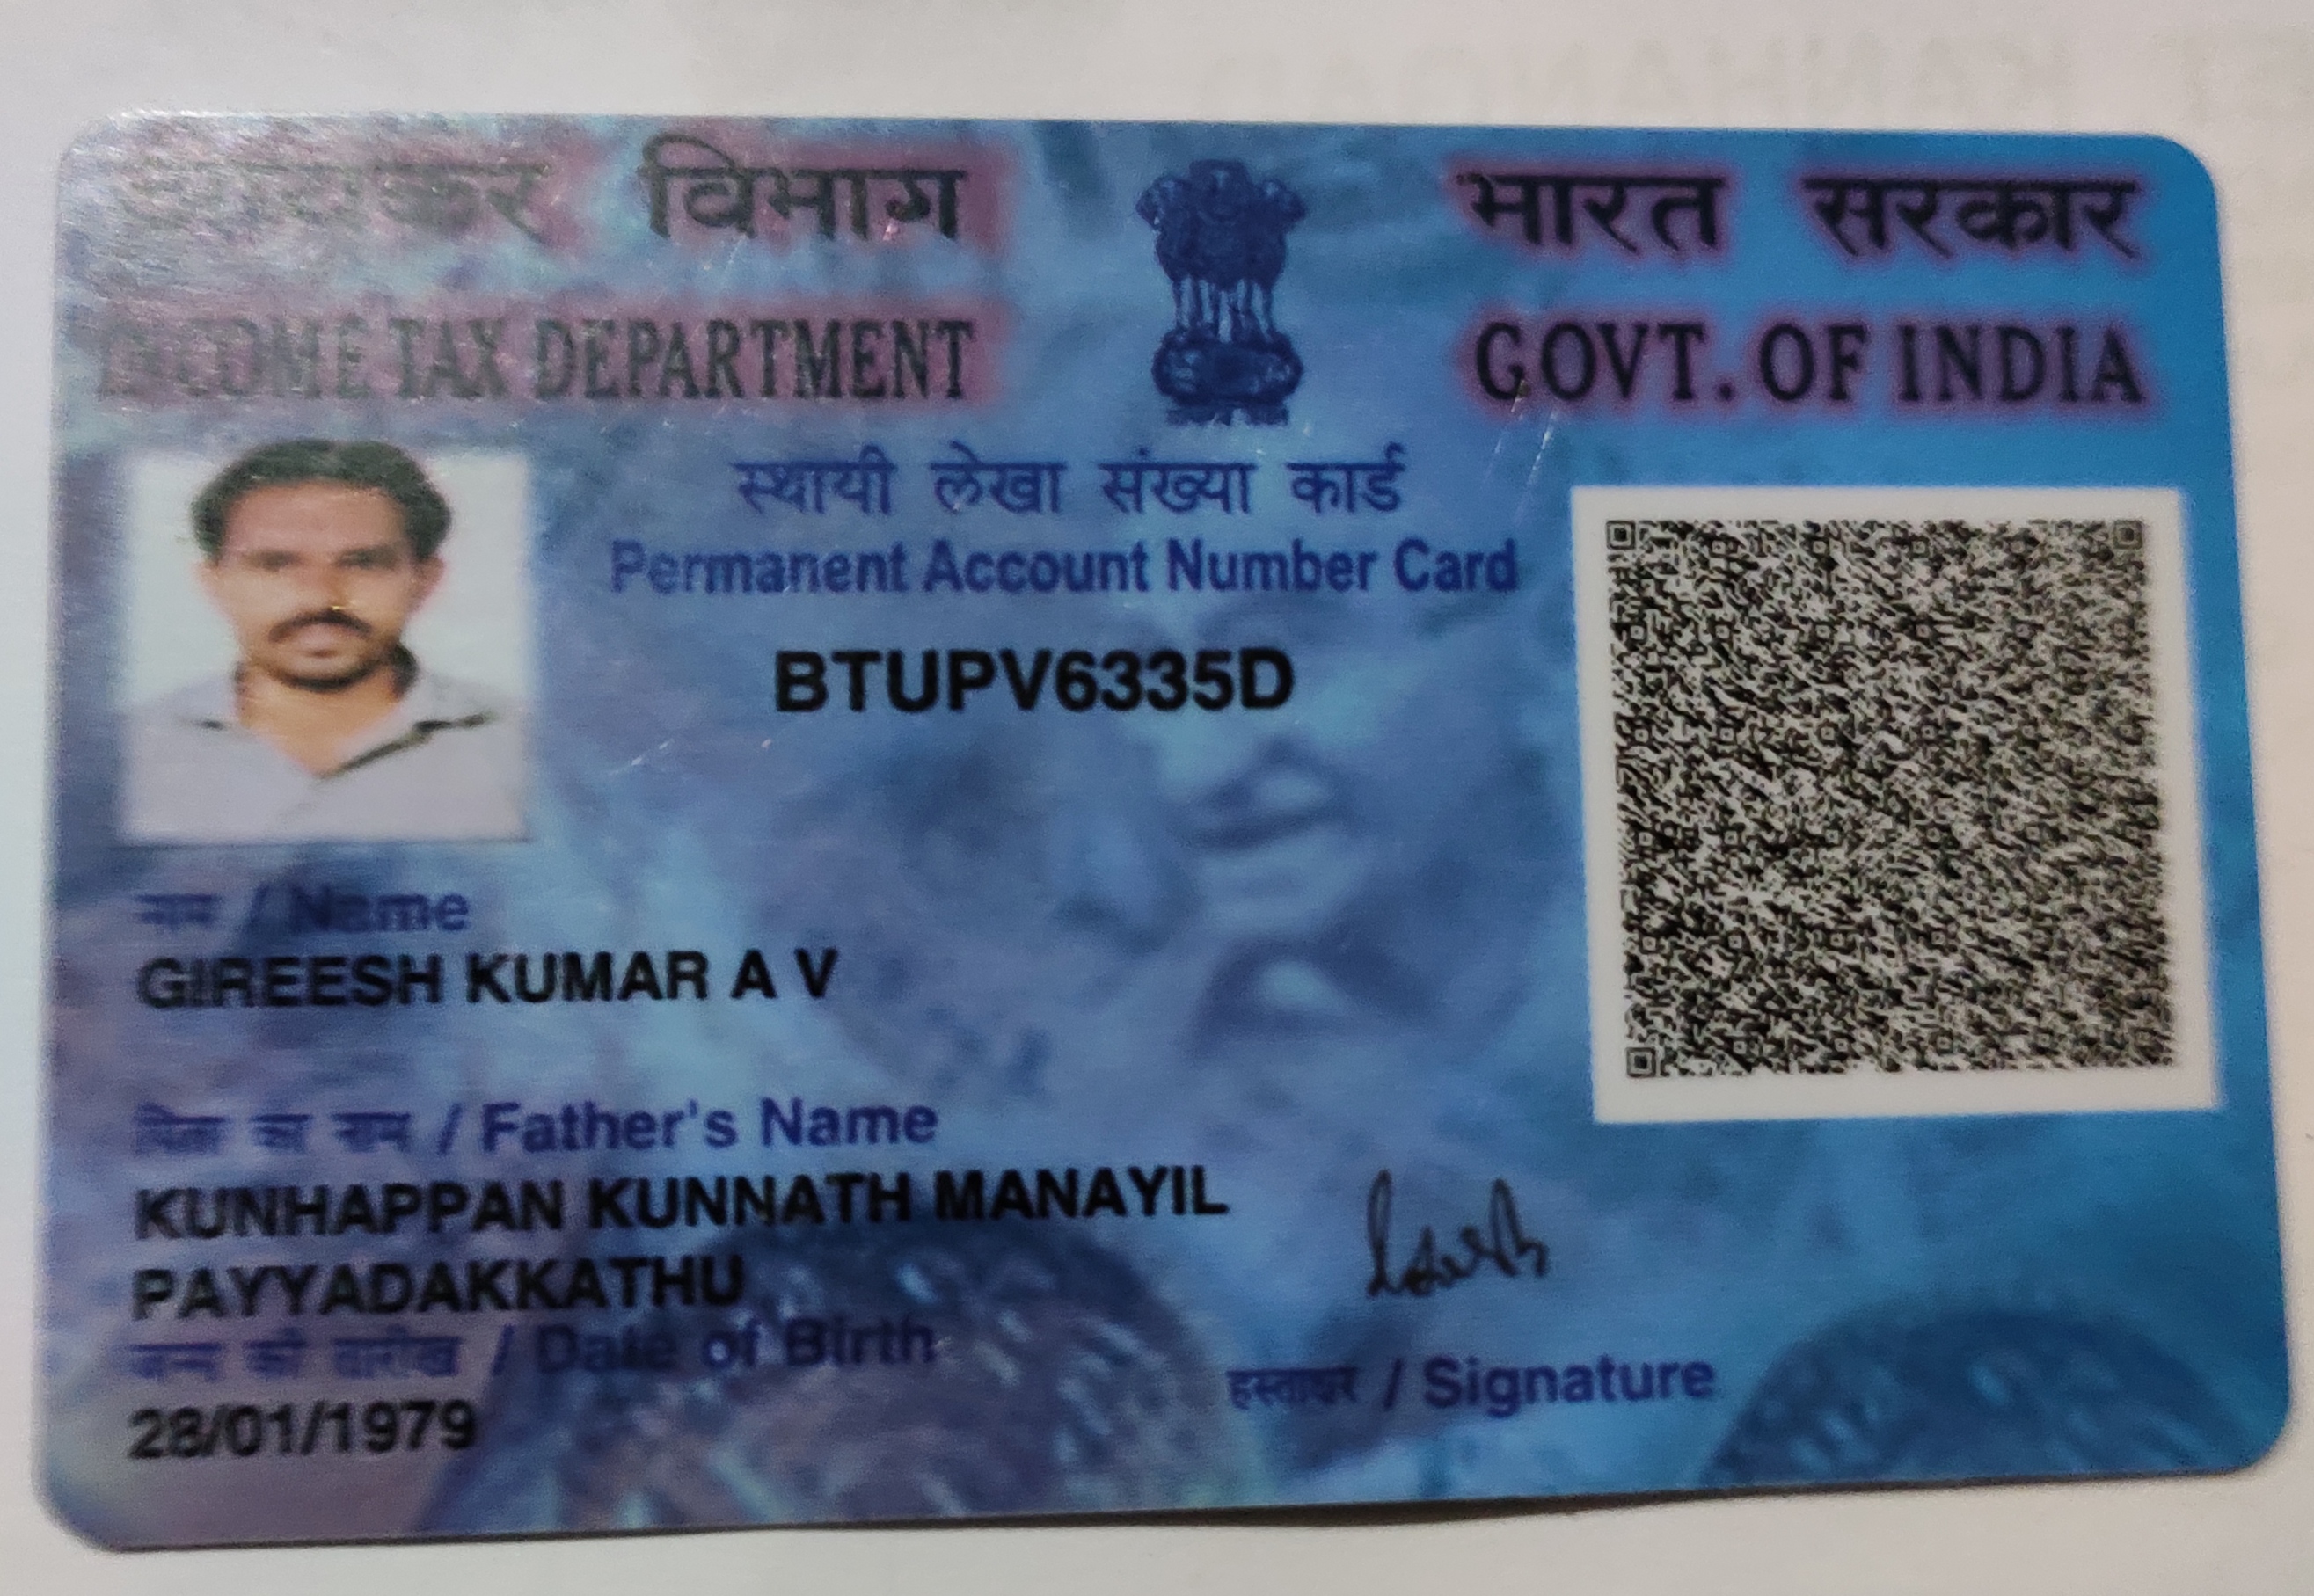 आयकर विभाग
भारत सरकार
INCOME TAX DEPARTMENT
GOVT. OF INDIA
स्थायी लेखा संख्या कार्ड
Permanent Account Number Card
BTUPV6335D
नाम / Name
GIREESH KUMAR A V
पिता का नाम / Father's Name
KUNHAPPAN KUNNATH MANAYIL
PAYYADAKKATHU
जन्म की तारीख / Date of Birth
28/01/1979
हस्ताक्षर / Signature